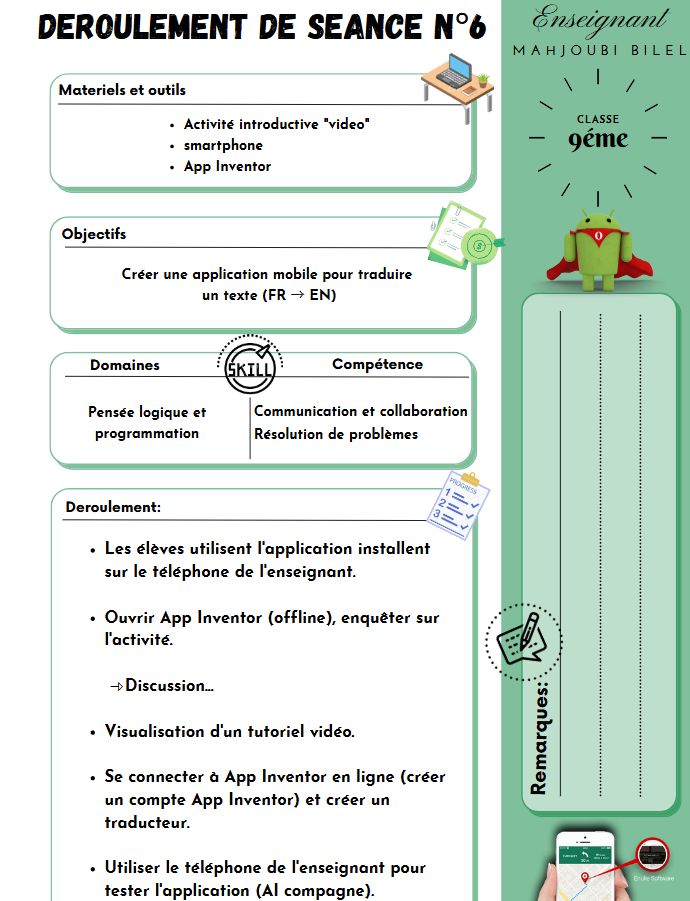 DEROULEMENT DE SEANCE N°6
Enseignant
MAHJOUBI BILEL
CLASSE
9éme
Materiels et outils
• Activité introductive "video"
• smartphone
• App Inventor
Objectifs
Créer une application mobile pour traduire
un texte (FR → EN)
Domaines
SKILL
Compétence
Pensée logique et
programmation
Communication et collaboration
Résolution de problèmes
Deroulement:
PROGRESS
1
2
3
• Les élèves utilisent l'application installent
sur le téléphone de l'enseignant.
• Ouvrir App Inventor (offline), enquêter sur
l'activité.
→Discussion...
• Visualisation d'un tutoriel vidéo.
• Se connecter à App Inventor en ligne (créer
un compte App Inventor) et créer un
traducteur.
• Utiliser le téléphone de l'enseignant pour
tester l'application (AI compagne).
Remarques: